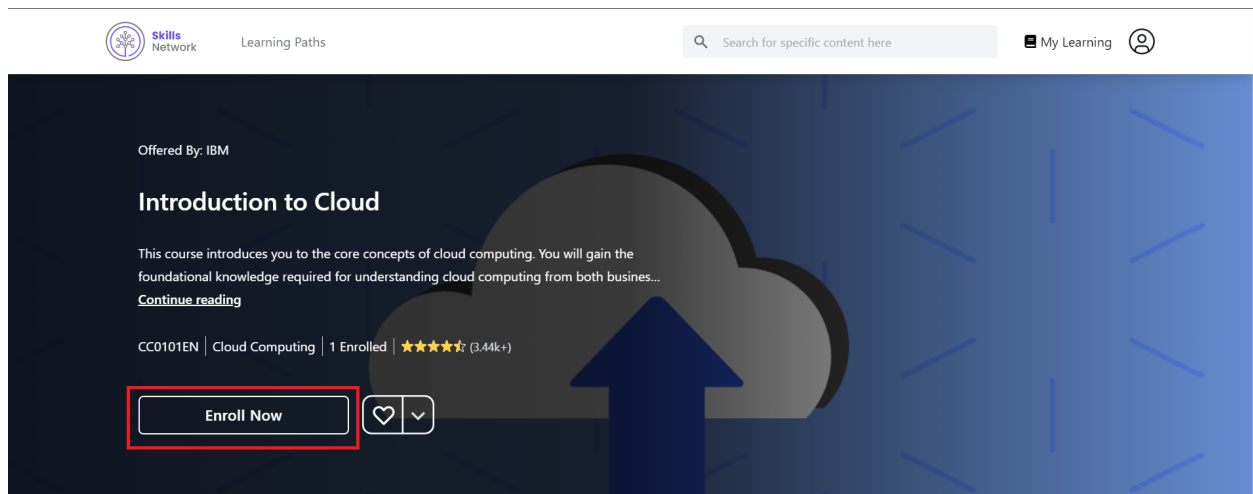 Skills
Network
Learning Paths
Search for specific content here
My Learning
Offered By: IBM
Introduction to Cloud
This course introduces you to the core concepts of cloud computing. You will gain the
foundational knowledge required for understanding cloud computing from both busines...
Continue reading
CC0101EN | Cloud Computing | 1 Enrolled | (3.44k+)
Enroll Now